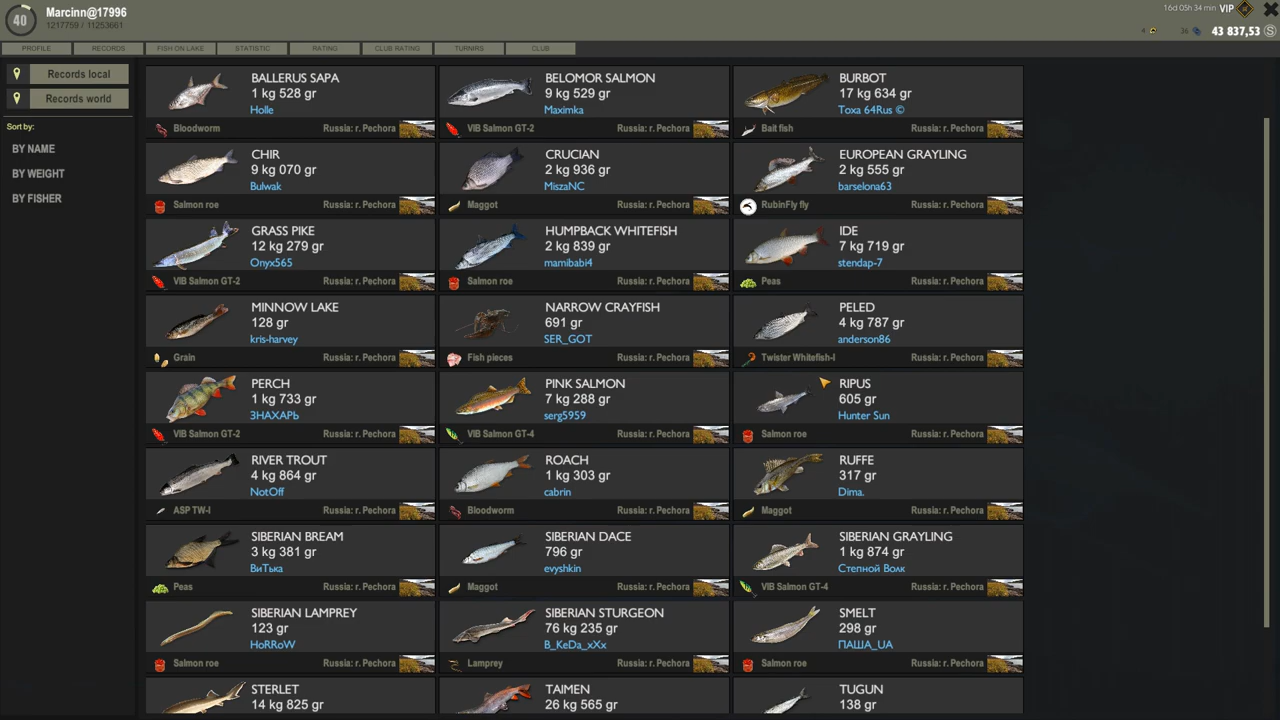 40
Marcinn@17996
1217759 / 11253661
16d 05h 34 min VIP
4 36 43 837,53 S
PROFILE RECORDS FISH ON LAKE STATISTIC RATING CLUB RATING TURNIRS CLUB
Records local
Records world
Sort by:
BY NAME
BY WEIGHT
BY FISHER
BALLERUS SAPA
1 kg 528 gr
Holle
Bloodworm Russia: r. Pechora
BELOMOR SALMON
9 kg 529 gr
Maximka
VIB Salmon GT-2 Russia: r. Pechora
BURBOT
17 kg 634 gr
Toxa 64Rus ©
Bait fish Russia: r. Pechora
CHIR
9 kg 070 gr
Bulwak
Salmon roe Russia: r. Pechora
CRUCIAN
2 kg 936 gr
MiszaNC
Maggot Russia: r. Pechora
EUROPEAN GRAYLING
2 kg 555 gr
barselona63
RubinFly fly Russia: r. Pechora
GRASS PIKE
12 kg 279 gr
Onyx565
VIB Salmon GT-2 Russia: r. Pechora
HUMPBACK WHITEFISH
2 kg 839 gr
mamibabi4
Salmon roe Russia: r. Pechora
IDE
7 kg 719 gr
stendap-7
Peas Russia: r. Pechora
MINNOW LAKE
128 gr
kris-harvey
Grain Russia: r. Pechora
NARROW CRAYFISH
691 gr
SER_GOT
Fish pieces Russia: r. Pechora
PELED
4 kg 787 gr
anderson86
Twister Whitefish-I Russia: r. Pechora
PERCH
1 kg 733 gr
ЗНАХАРЬ
VIB Salmon GT-2 Russia: r. Pechora
PINK SALMON
7 kg 288 gr
serg5959
VIB Salmon GT-4 Russia: r. Pechora
RIPUS
605 gr
Hunter Sun
Salmon roe Russia: r. Pechora
RIVER TROUT
4 kg 864 gr
NotOff
ASP TW-I Russia: r. Pechora
ROACH
1 kg 303 gr
cabrin
Bloodworm Russia: r. Pechora
RUFFE
317 gr
Dima.
Maggot Russia: r. Pechora
SIBERIAN BREAM
3 kg 381 gr
ВиТька
Peas Russia: r. Pechora
SIBERIAN DACE
796 gr
evyshkin
Maggot Russia: r. Pechora
SIBERIAN GRAYLING
1 kg 874 gr
Степной Волк
VIB Salmon GT-4 Russia: r. Pechora
SIBERIAN LAMPREY
123 gr
HoRRoW
Salmon roe Russia: r. Pechora
SIBERIAN STURGEON
76 kg 235 gr
B_KeDa_xXx
Lamprey Russia: r. Pechora
SMELT
298 gr
ПАША_UA
Salmon roe Russia: r. Pechora
STERLET
14 kg 825 gr
TAIMEN
26 kg 565 gr
TUGUN
138 gr